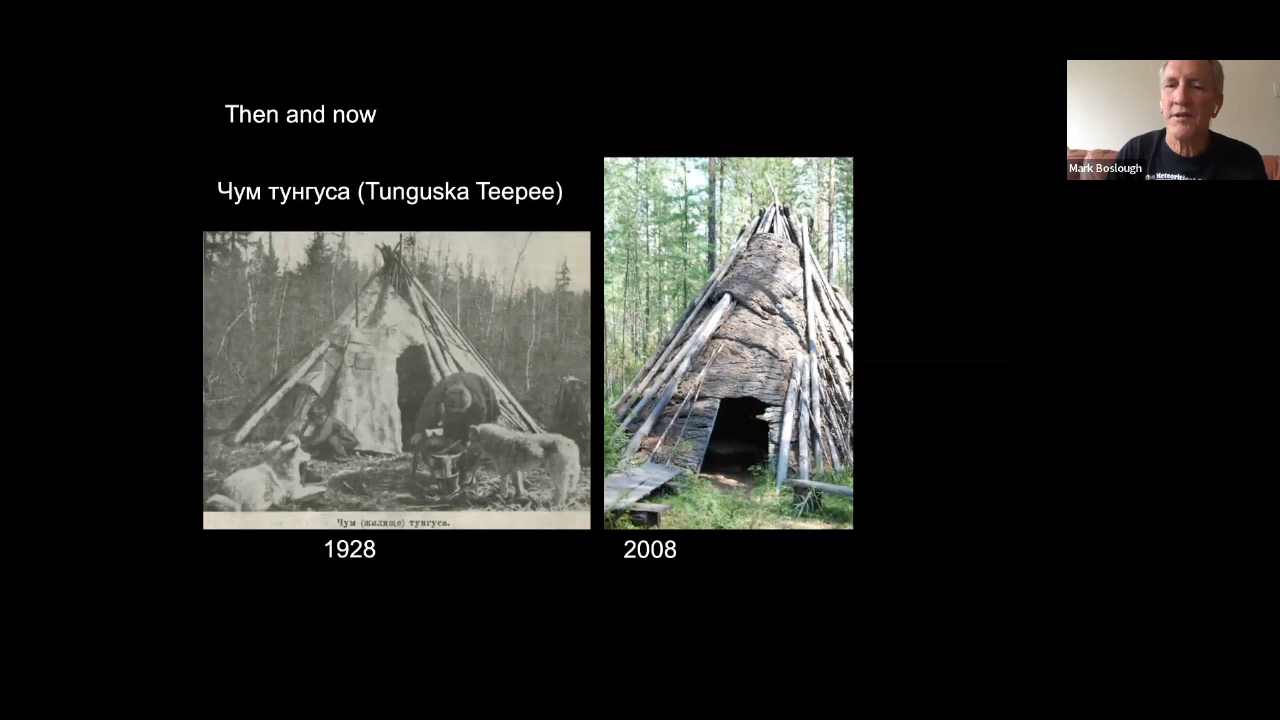 Then and now
Чум тунгуса (Tunguska Teepee)
Чум (жилище) тунгуса.
1928
2008
Mark Boslough